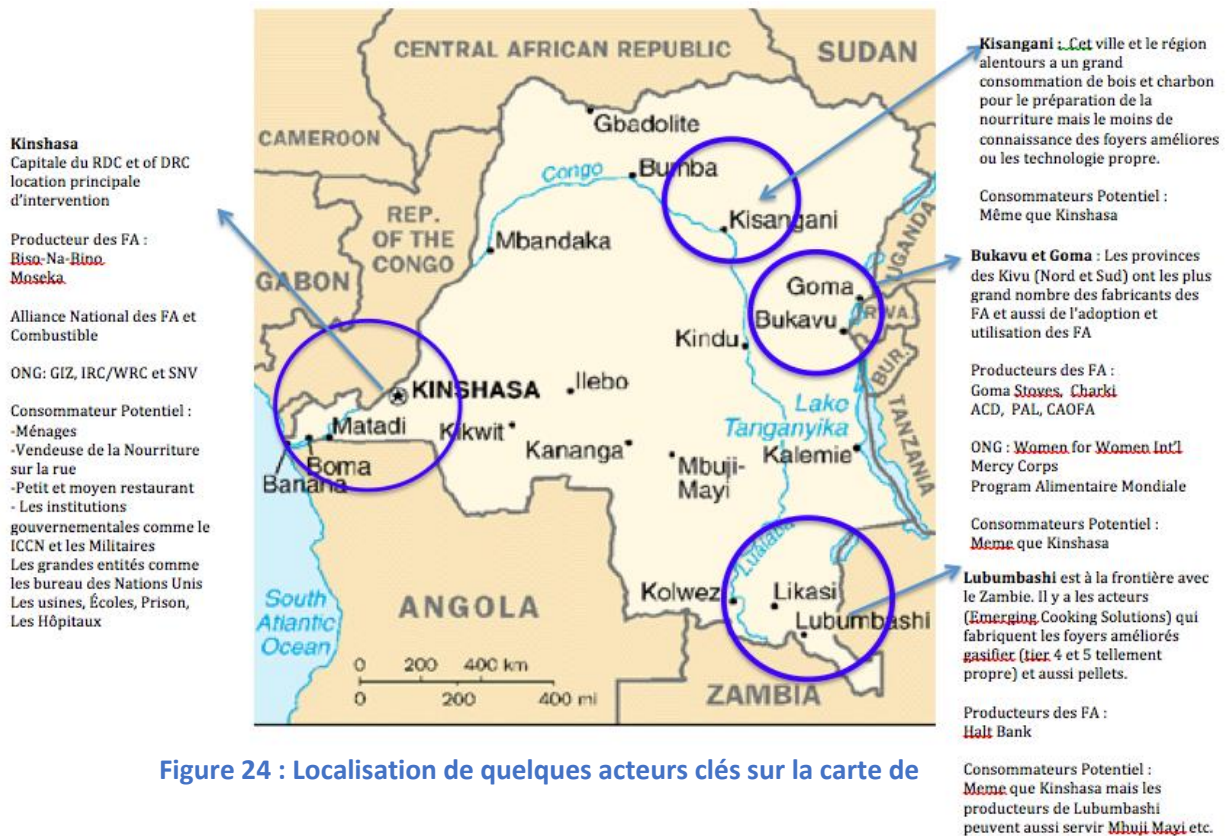 Kinshasa
Capitale du RDC et of DRC
location principale
d'intervention
Producteur des FA :
Biso-Na-Bino
Moseka
Alliance National des FA et
Combustible
ONG: GIZ, IRC/WRC et SNV
Consommateur Potentiel :
-Ménages
-Vendeuse de la Nourriture
sur la rue
-Petit et moyen restaurant
- Les institutions
gouvernementales comme le
ICCN et les Militaires
Les grandes entités comme
les bureau des Nations Unis
Les usines, Écoles, Prison,
Les Hôpitaux
CENTRAL AFRICAN REPUBLIC
SUDAN
CAMEROON
Gbadolite
Congo
Bumba
REP.
OF THE
CONGO
Mbandaka
Kisangani
UGANDA
GABON
Goma
RWA.
Bukavu
BUR.
Kindu
KINSHASA
Ilebo
Lake
Tanganyika
TANZANIA
Matadi
Kikwit
Kananga
Kalemie
Boma
Banana
Mbuji-
Mayi
Lualaba
Kolwez
Likasi
Lubumbashi
South
Atlantic
Ocean
ANGOLA
0 200 400 km
0 200 400 mi
ZAMBIA
Kisangani : Cet ville et le région
alentours a un grand
consommation de bois et charbon
pour le préparation de la
nourriture mais le moins de
connaissance des foyers améliores
ou les technologie propre.
Consommateurs Potentiel :
Même que Kinshasa
Bukavu et Goma : Les provinces
des Kivu (Nord et Sud) ont les plus
grand nombre des fabricants des
FA et aussi de l'adoption et
utilisation des FA
Producteurs des FA :
Goma Stoves, Charki
ACD, PAL, CAOFA
ONG : Women for Women Int'l
Mercy Corps
Program Alimentaire Mondiale
Consommateurs Potentiel :
Meme que Kinshasa
Lubumbashi est à la frontière avec
le Zambie. Il y a les acteurs
(Emerging Cooking Solutions) qui
fabriquent les foyers améliorés
gasifier (tier 4 et 5 tellement
propre) et aussi pellets.
Producteurs des FA :
Halt Bank
Consommateurs Potentiel :
Meme que Kinshasa mais les
producteurs de Lubumbashi
peuvent aussi servir Mbuji Mayi etc.
Figure 24 : Localisation de quelques acteurs clés sur la carte de